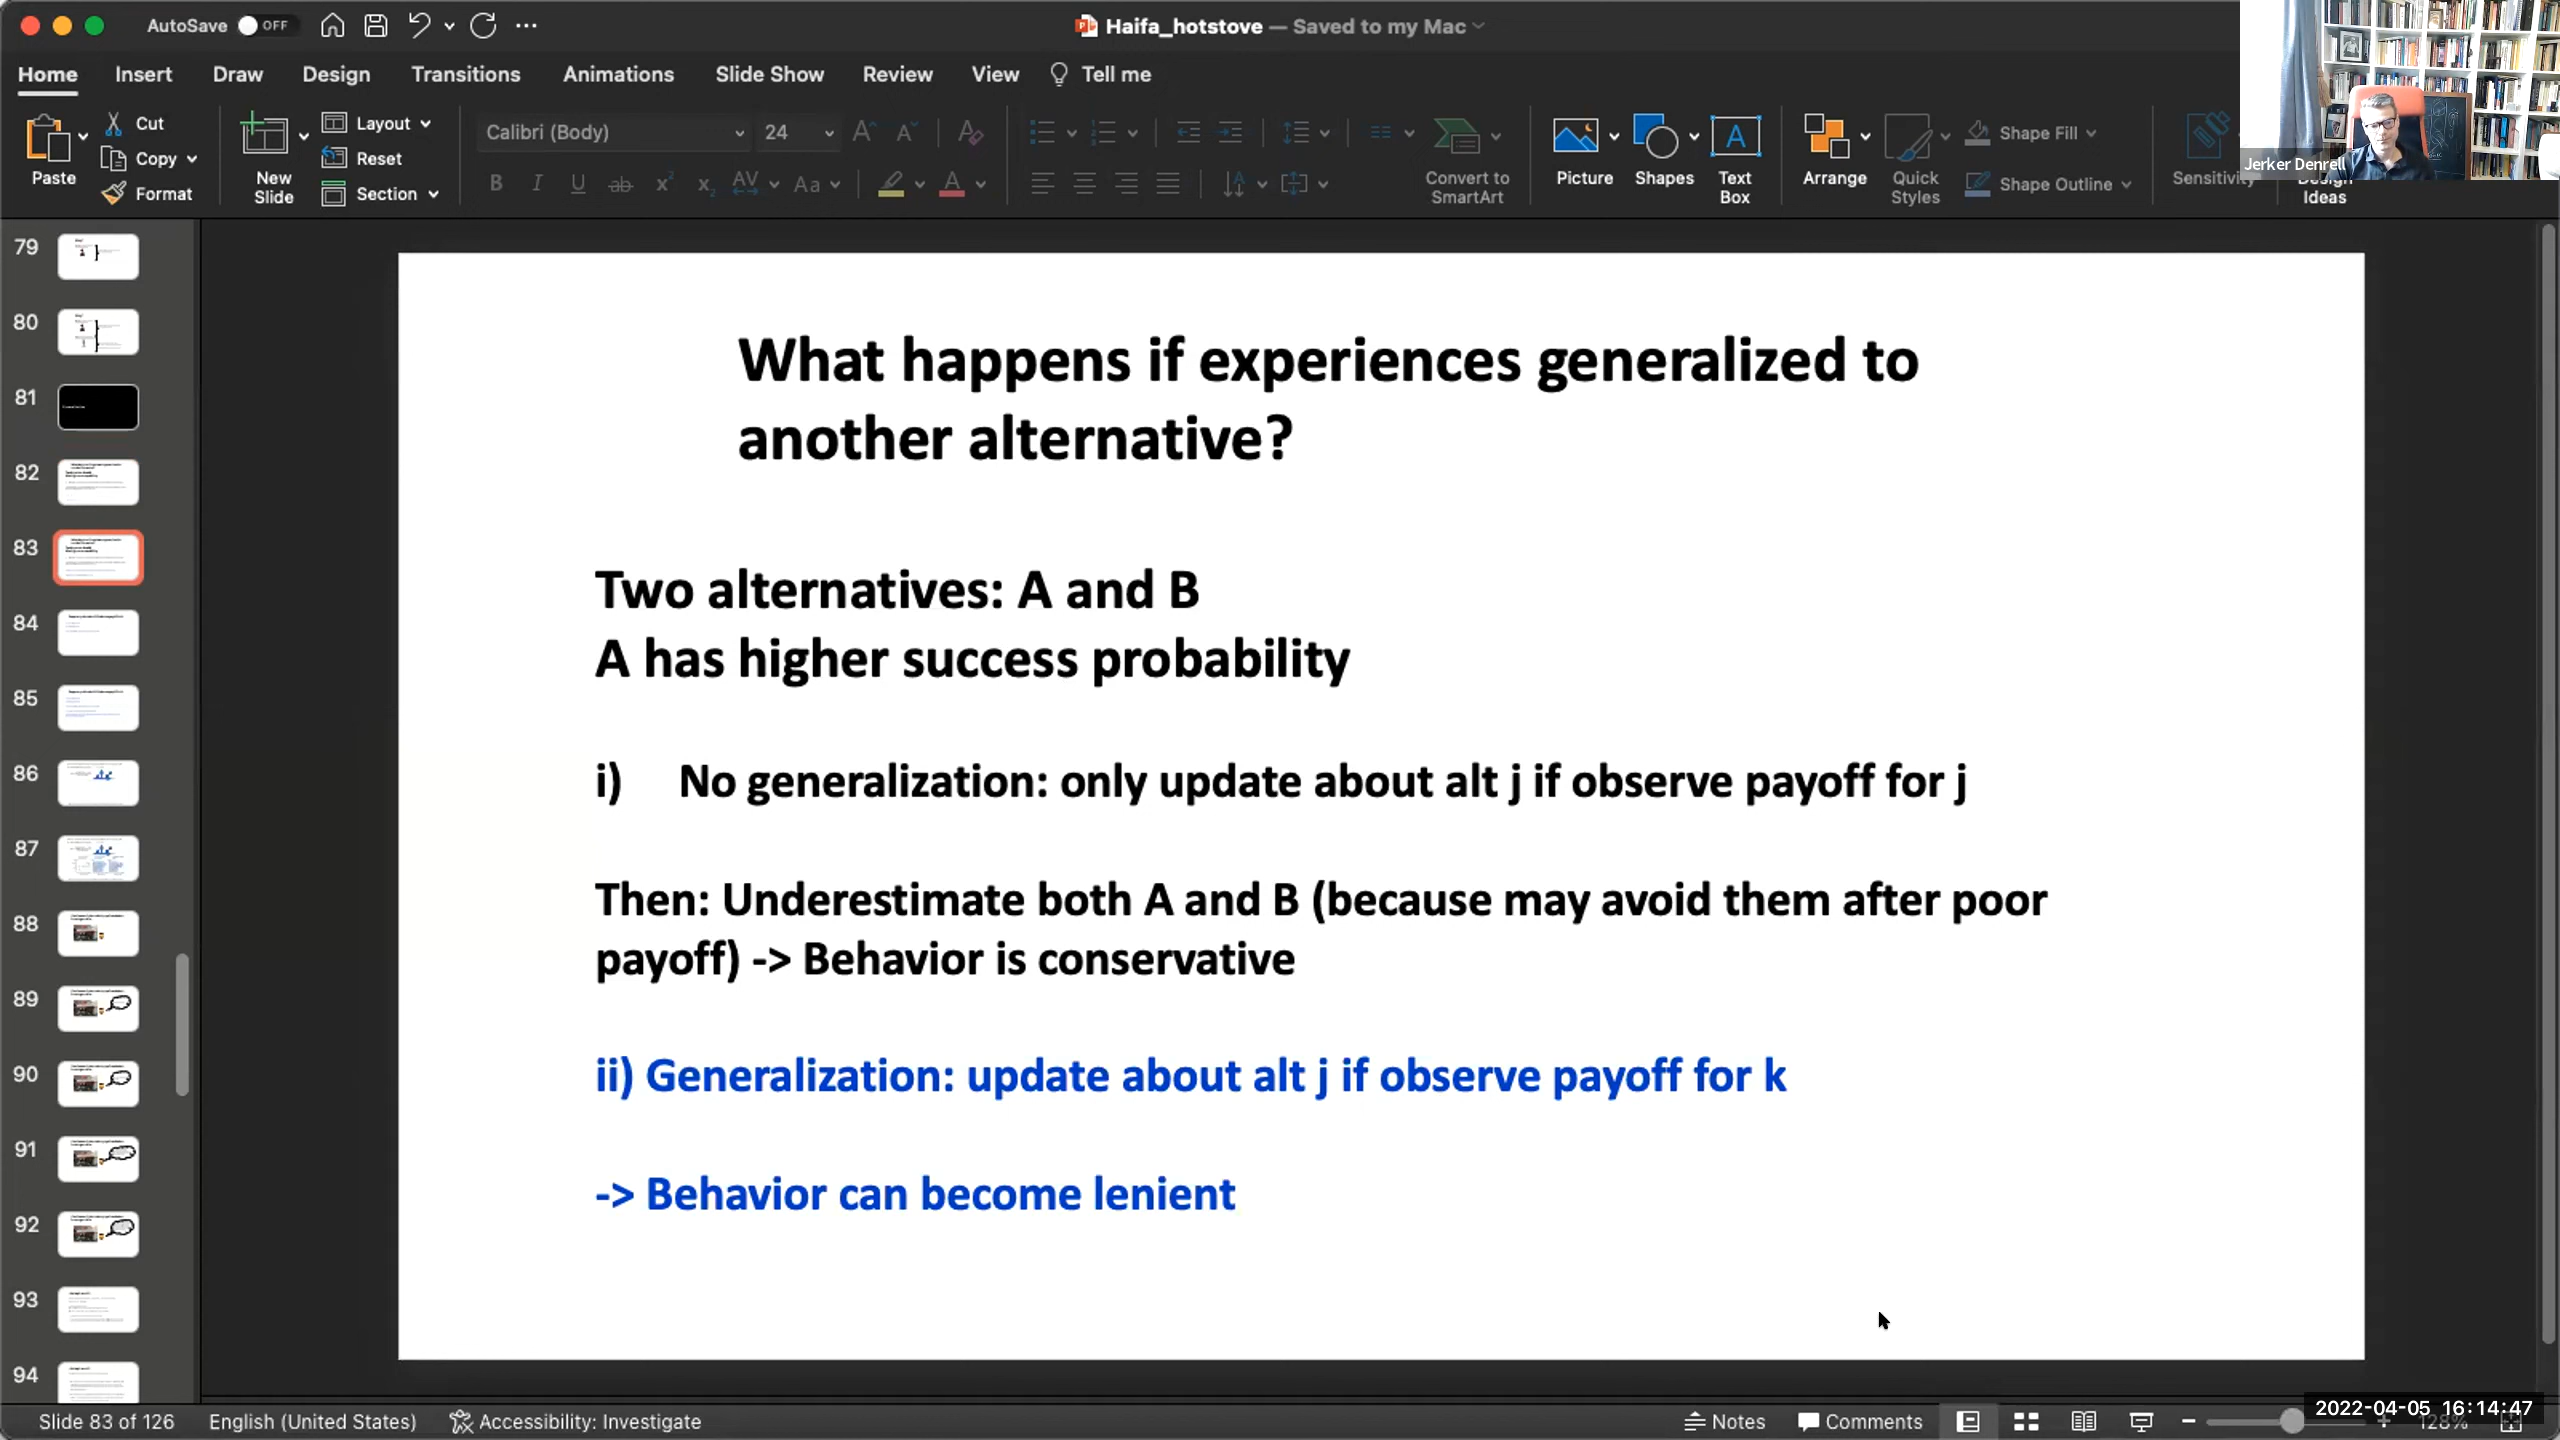 AutoSave OFF
Haifa_hotstove — Saved to my Mac
Home Insert Draw Design Transitions Animations Slide Show Review View Tell me
Paste
Cut
Copy
Format
New Slide
Layout
Reset
Section
Calibri (Body) 24
Convert to SmartArt
Picture
Shapes
Text Box
Arrange
Quick Styles
Shape Fill
Shape Outline
Sensitivity
Design Ideas
Jerker Denrell
79
80
81
82
83
84
85
86
87
88
89
90
91
92
93
94
What happens if experiences generalized to
another alternative?
Two alternatives: A and B
A has higher success probability
i) No generalization: only update about alt j if observe payoff for j
Then: Underestimate both A and B (because may avoid them after poor
payoff) -> Behavior is conservative
ii) Generalization: update about alt j if observe payoff for k
-> Behavior can become lenient
Slide 83 of 126 English (United States) Accessibility: Investigate Notes Comments 128%
2022-04-05 16:14:47